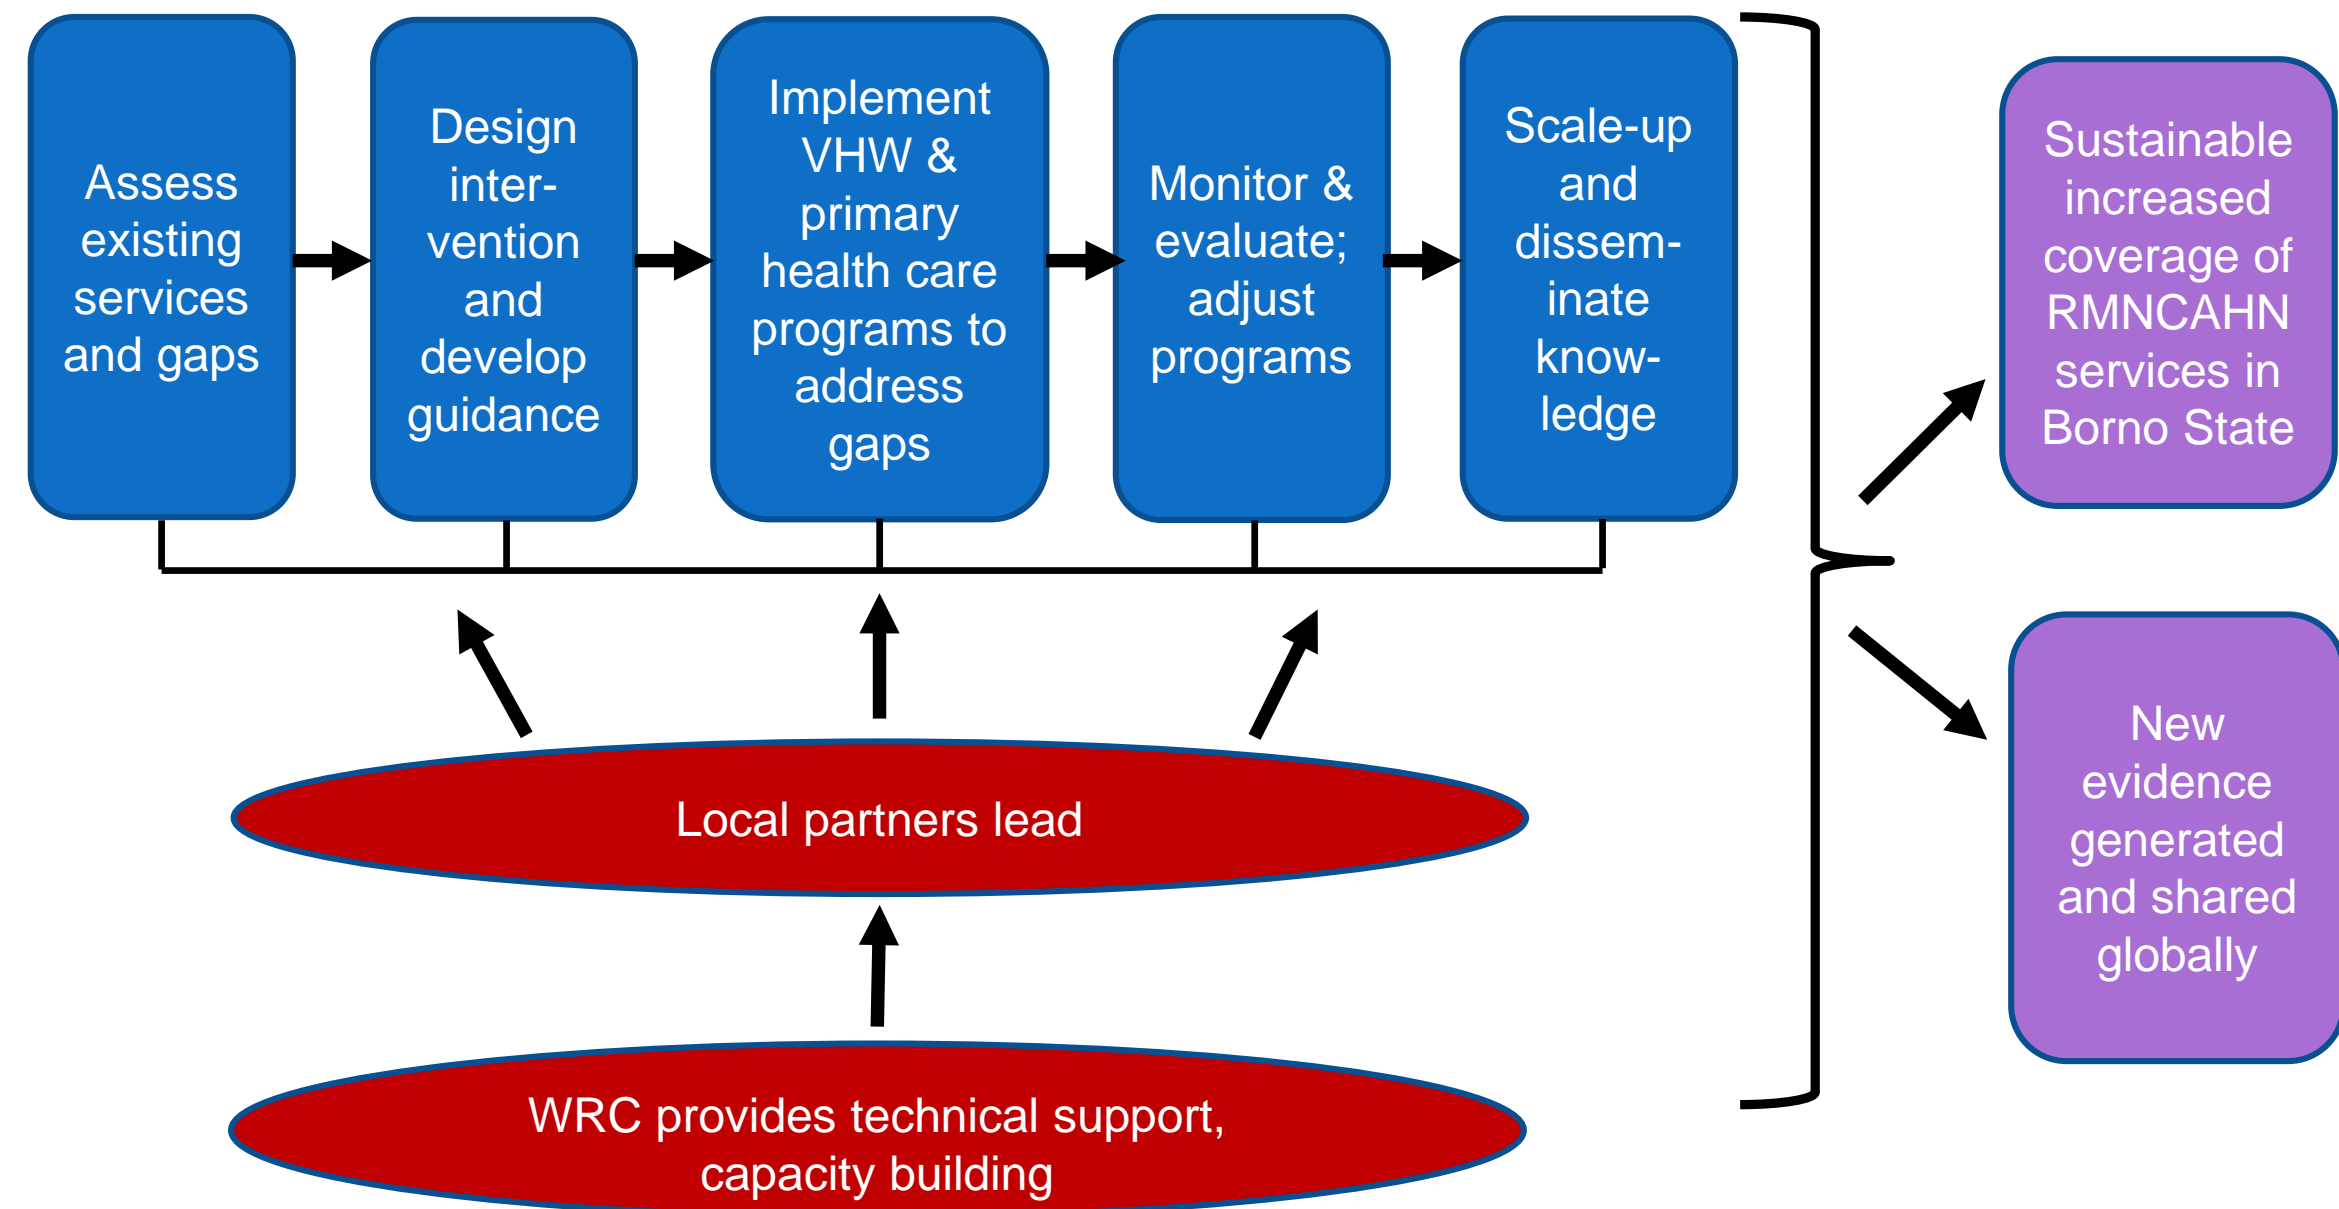 Assess
existing
services
and gaps
Design
inter-
vention
and
develop
guidance
Implement
VHW &
primary
health care
programs to
address
gaps
Monitor &
evaluate;
adjust
programs
Scale-up
and
dissem-
inate
know-
ledge
Sustainable
increased
coverage of
RMNCAHN
services in
Borno State
New
evidence
generated
and shared
globally
Local partners lead
WRC provides technical support,
capacity building